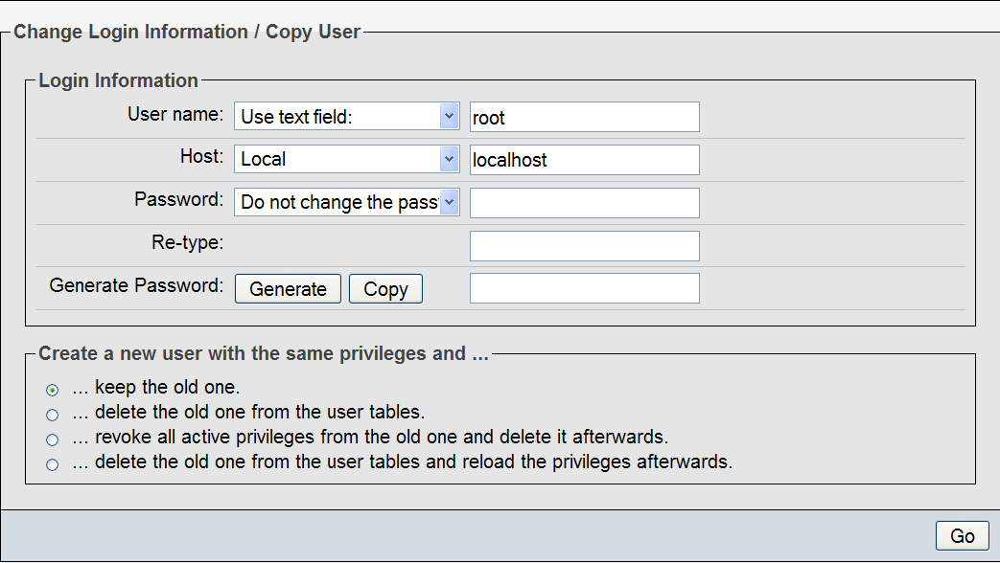 Change Login Information / Copy User
Login Information
User name: Use text field: root
Host: Local localhost
Password: Do not change the pass
Re-type:
Generate Password: Generate Copy
Create a new user with the same privileges and ...
... keep the old one.
... delete the old one from the user tables.
... revoke all active privileges from the old one and delete it afterwards.
... delete the old one from the user tables and reload the privileges afterwards.
Go